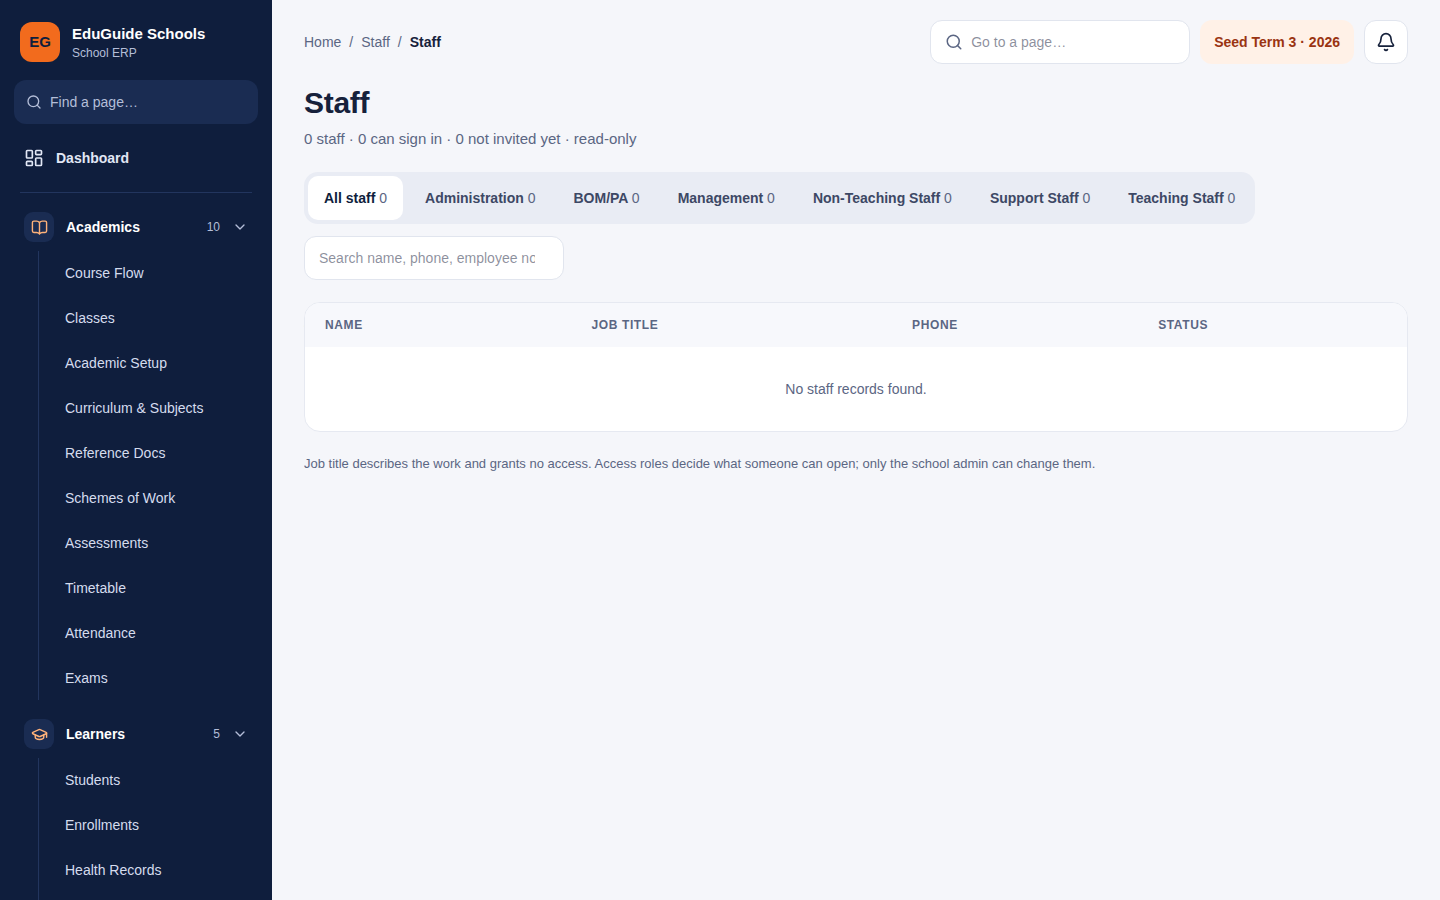 EG
EduGuide Schools
School ERP
Find a page…
Dashboard
Academics 10
Course Flow
Classes
Academic Setup
Curriculum & Subjects
Reference Docs
Schemes of Work
Assessments
Timetable
Attendance
Exams
Learners 5
Students
Enrollments
Health Records
Home / Staff / Staff
Go to a page…
Seed Term 3 · 2026
Staff
0 staff · 0 can sign in · 0 not invited yet · read-only
All staff 0 Administration 0 BOM/PA 0 Management 0 Non-Teaching Staff 0 Support Staff 0 Teaching Staff 0
Search name, phone, employee no
NAME JOB TITLE PHONE STATUS
No staff records found.
Job title describes the work and grants no access. Access roles decide what someone can open; only the school admin can change them.